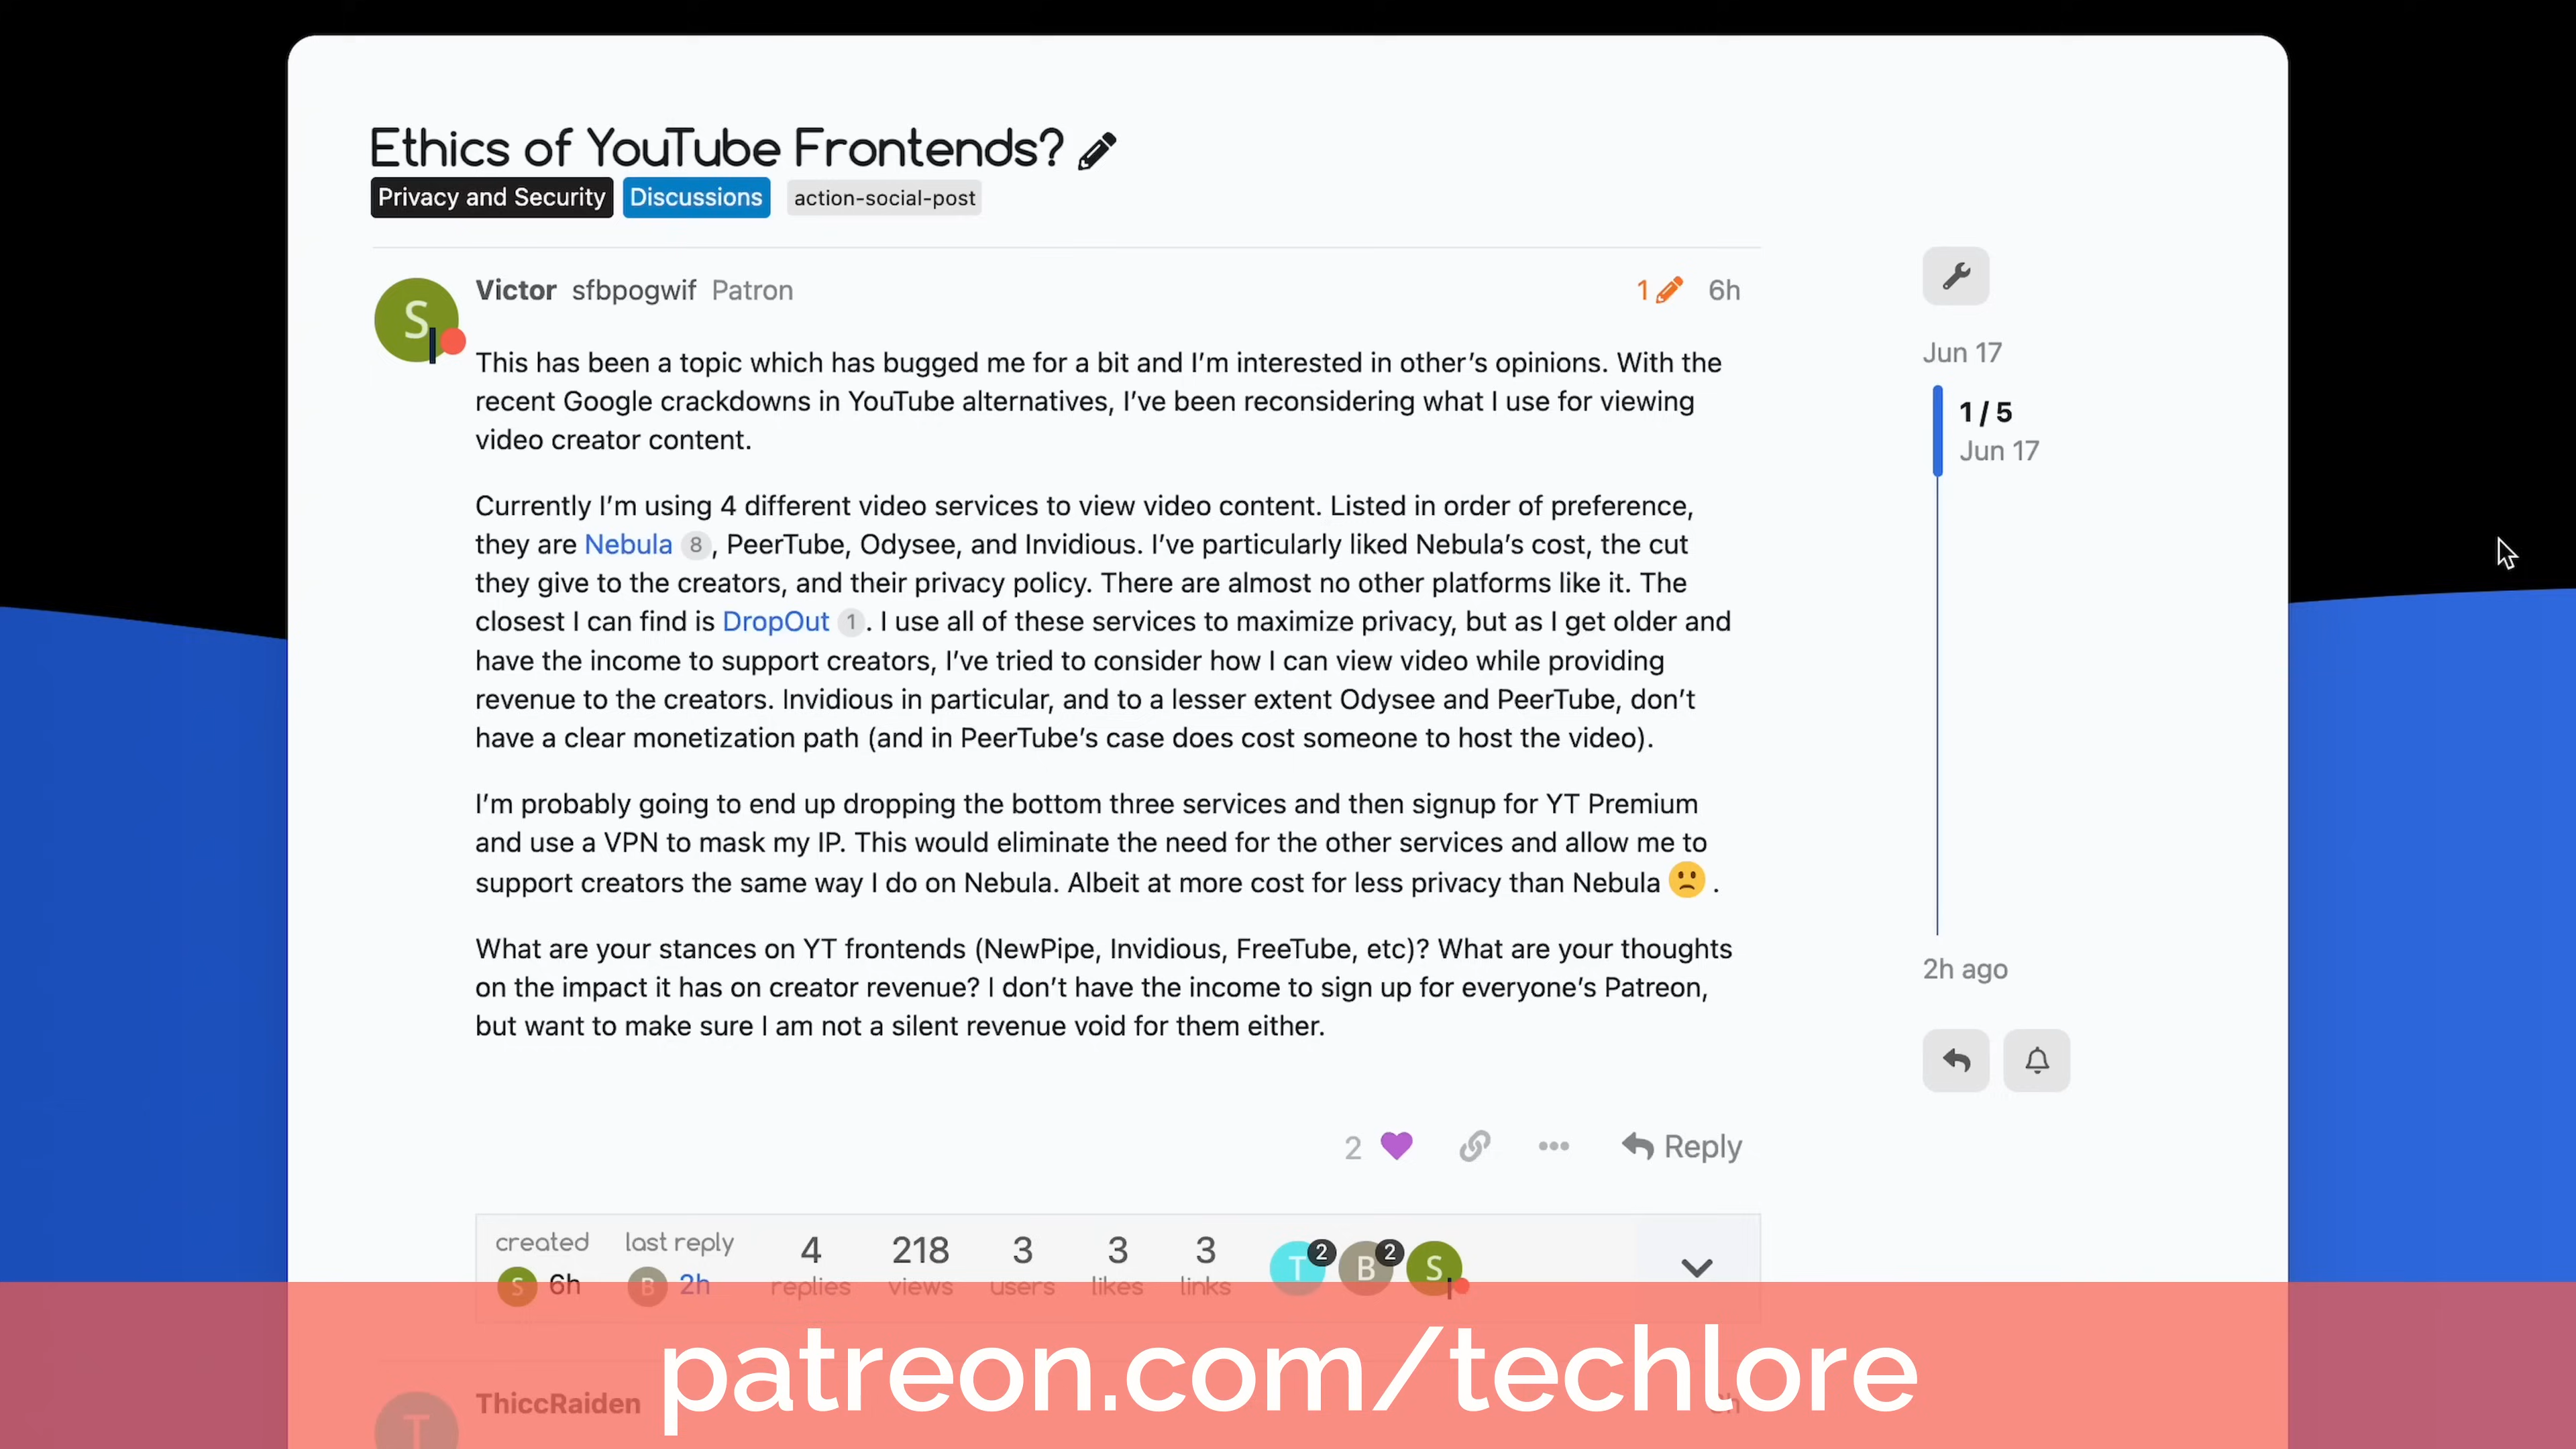 Ethics of YouTube Frontends?
Privacy and Security Discussions action-social-post
S
Victor sfbpogwif Patron 1 6h
This has been a topic which has bugged me for a bit and I'm interested in other's opinions. With the
recent Google crackdowns in YouTube alternatives, I've been reconsidering what I use for viewing
video creator content.
Currently I'm using 4 different video services to view video content. Listed in order of preference,
they are Nebula 8, PeerTube, Odysee, and Invidious. I've particularly liked Nebula's cost, the cut
they give to the creators, and their privacy policy. There are almost no other platforms like it. The
closest I can find is DropOut 1. I use all of these services to maximize privacy, but as I get older and
have the income to support creators, I've tried to consider how I can view video while providing
revenue to the creators. Invidious in particular, and to a lesser extent Odysee and PeerTube, don't
have a clear monetization path (and in PeerTube's case does cost someone to host the video).
I'm probably going to end up dropping the bottom three services and then signup for YT Premium
and use a VPN to mask my IP. This would eliminate the need for the other services and allow me to
support creators the same way I do on Nebula. Albeit at more cost for less privacy than Nebula 🙁 .
What are your stances on YT frontends (NewPipe, Invidious, FreeTube, etc)? What are your thoughts
on the impact it has on creator revenue? I don't have the income to sign up for everyone's Patreon,
but want to make sure I am not a silent revenue void for them either.
Jun 17
1 / 5
Jun 17
2h ago
2 Reply
created last reply 4 218 3 3 3 T 2 B 2 S
S 6h B 2h replies views users likes links
patreon.com/techlore
T
ThiccRaiden